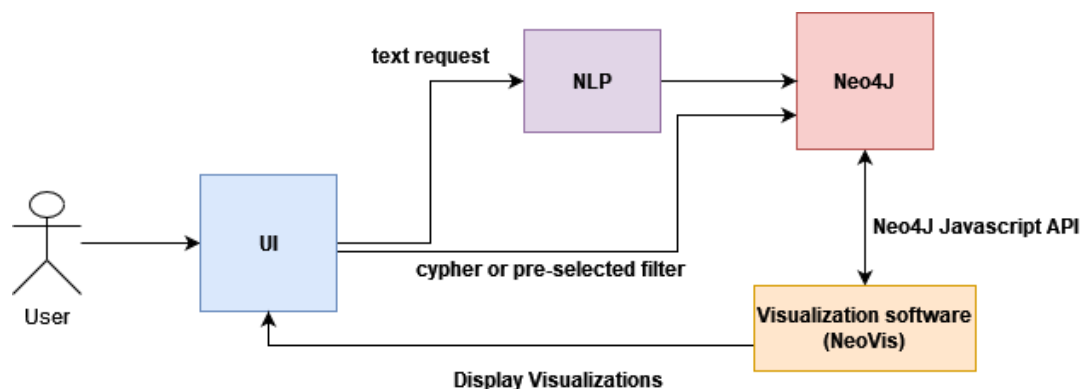 text request
NLP
Neo4J
UI
Neo4J Javascript API
cypher or pre-selected filter
User
Visualization software
(NeoVis)
Display Visualizations